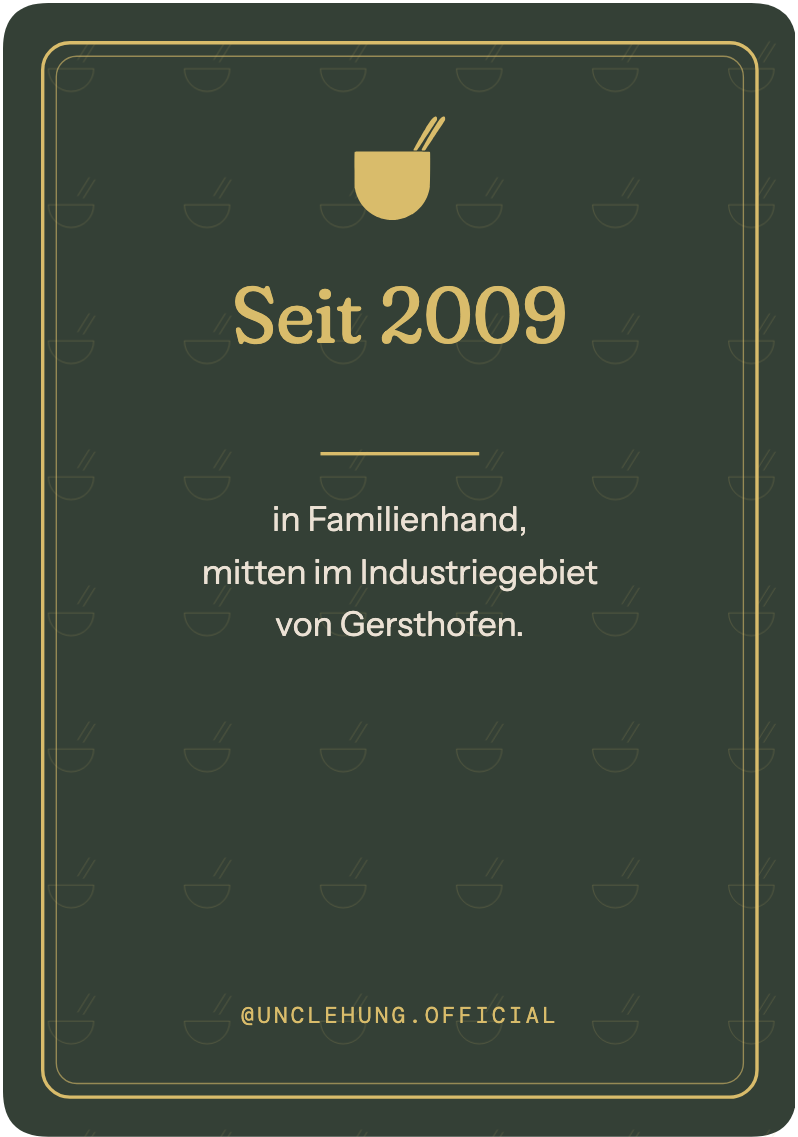 Seit 2009
in Familienhand,
mitten im Industriegebiet
von Gersthofen.
@UNCLEHUNG.OFFICIAL